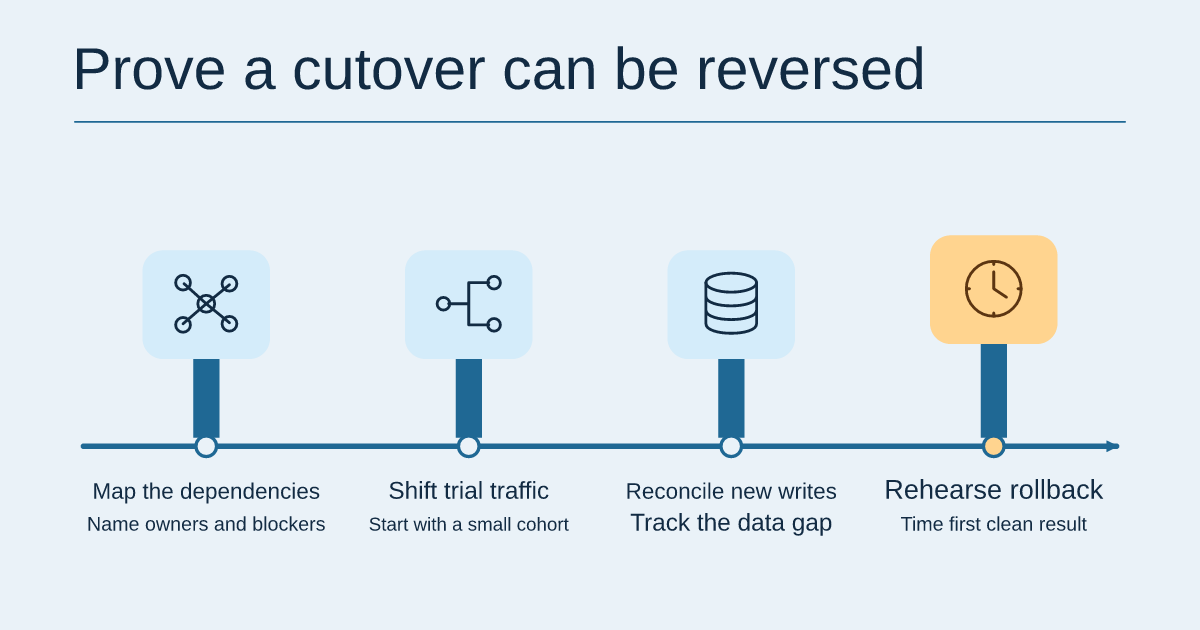 Prove a cutover can be reversed
Map the dependencies
Name owners and blockers
Shift trial traffic
Start with a small cohort
Reconcile new writes
Track the data gap
Rehearse rollback
Time first clean result